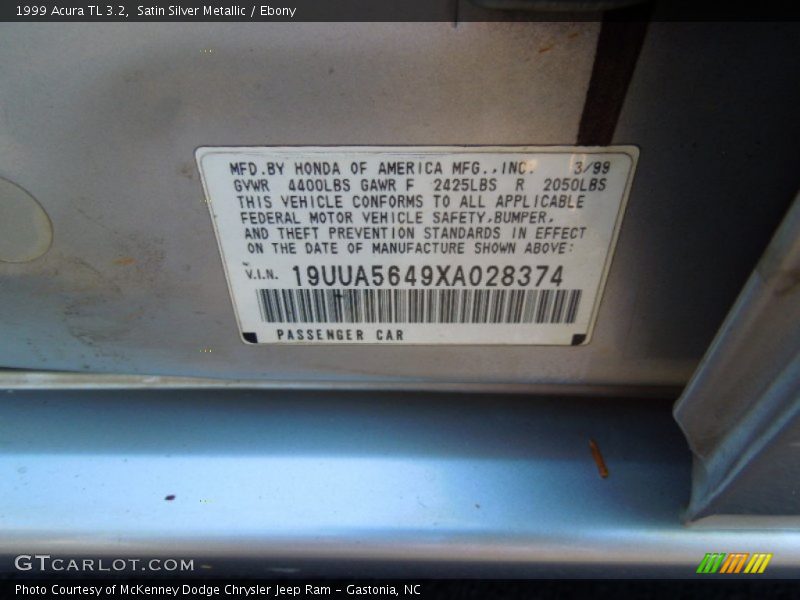 1999 Acura TL 3.2, Satin Silver Metallic / Ebony
MFD.BY HONDA OF AMERICA MFG.,INC. 3/99
GVWR 4400LBS GAWR F 2425LBS R 2050LBS
THIS VEHICLE CONFORMS TO ALL APPLICABLE
FEDERAL MOTOR VEHICLE SAFETY,BUMPER,
AND THEFT PREVENTION STANDARDS IN EFFECT
ON THE DATE OF MANUFACTURE SHOWN ABOVE:
V.I.N. 19UUA5649XA028374
PASSENGER CAR
GTCARLOT.COM
Photo Courtesy of McKenney Dodge Chrysler Jeep Ram - Gastonia, NC